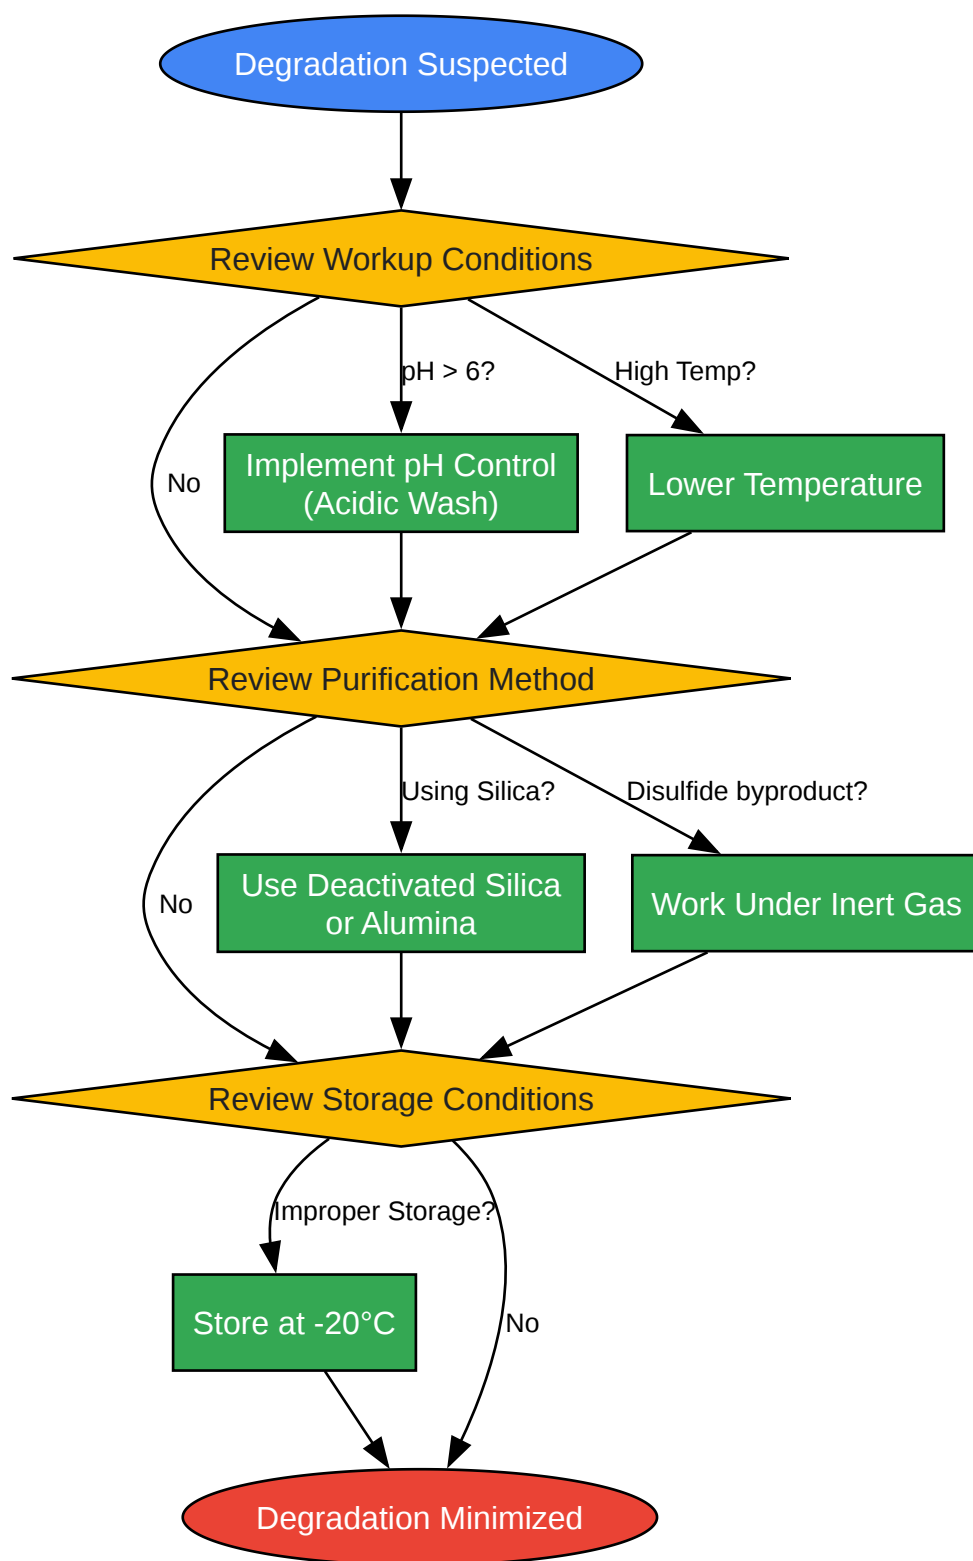 Degradation Suspected
Review Workup Conditions
pH > 6?
High Temp?
No
Implement pH Control
(Acidic Wash)
Lower Temperature
Review Purification Method
Using Silica?
Disulfide byproduct?
No
Use Deactivated Silica
or Alumina
Work Under Inert Gas
Review Storage Conditions
Improper Storage?
Store at -20°C
No
Degradation Minimized